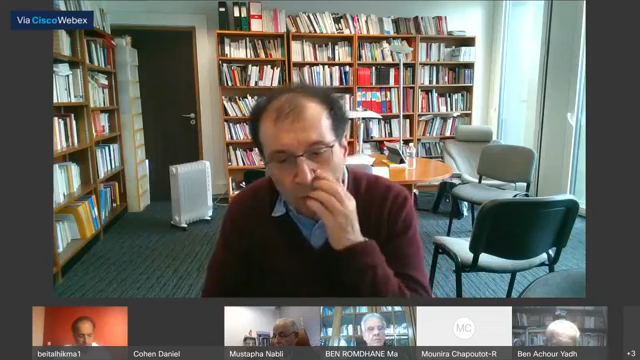 Via Cisco Webex
MC
beitalhikma1
Cohen Daniel
Mustapha Nabli
BEN ROMDHANE Ma
Mounira Chapoutot-R
Ben Achour Yadh
+3